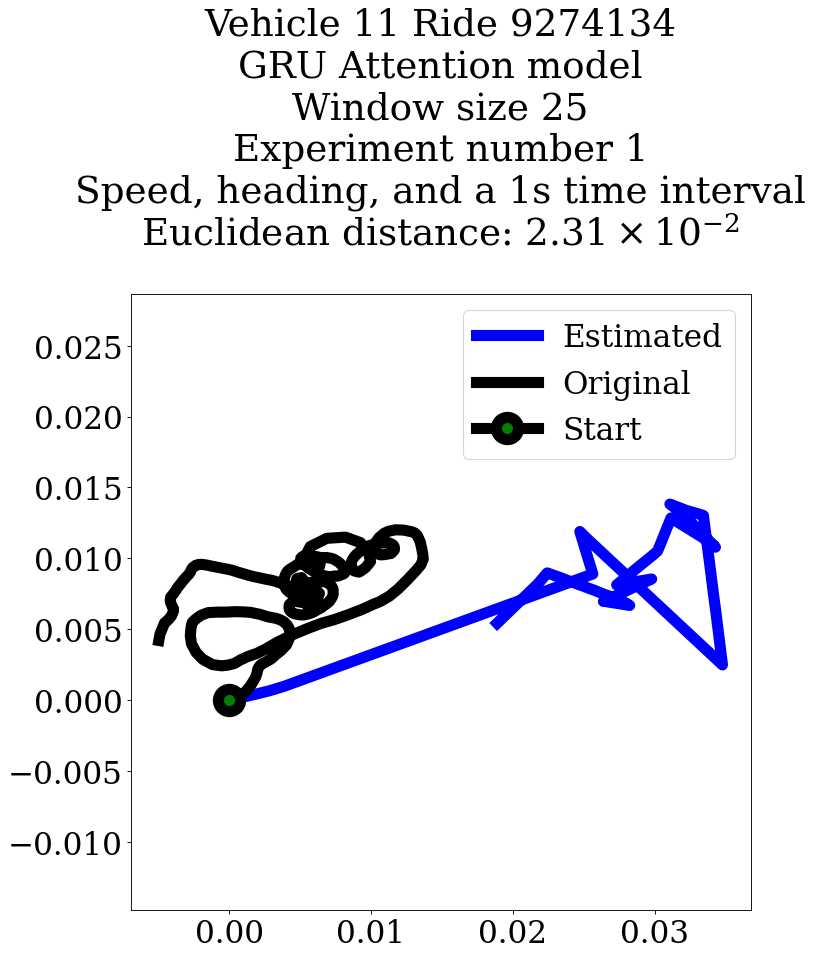 Vehicle 11 Ride 9274134
GRU Attention model
Window size 25
Experiment number 1
Speed, heading, and a 1s time interval
Euclidean distance: 2.31 × 10⁻²
Estimated
Original
Start
0.025
0.020
0.015
0.010
0.005
0.000
−0.005
−0.010
0.00 0.01 0.02 0.03